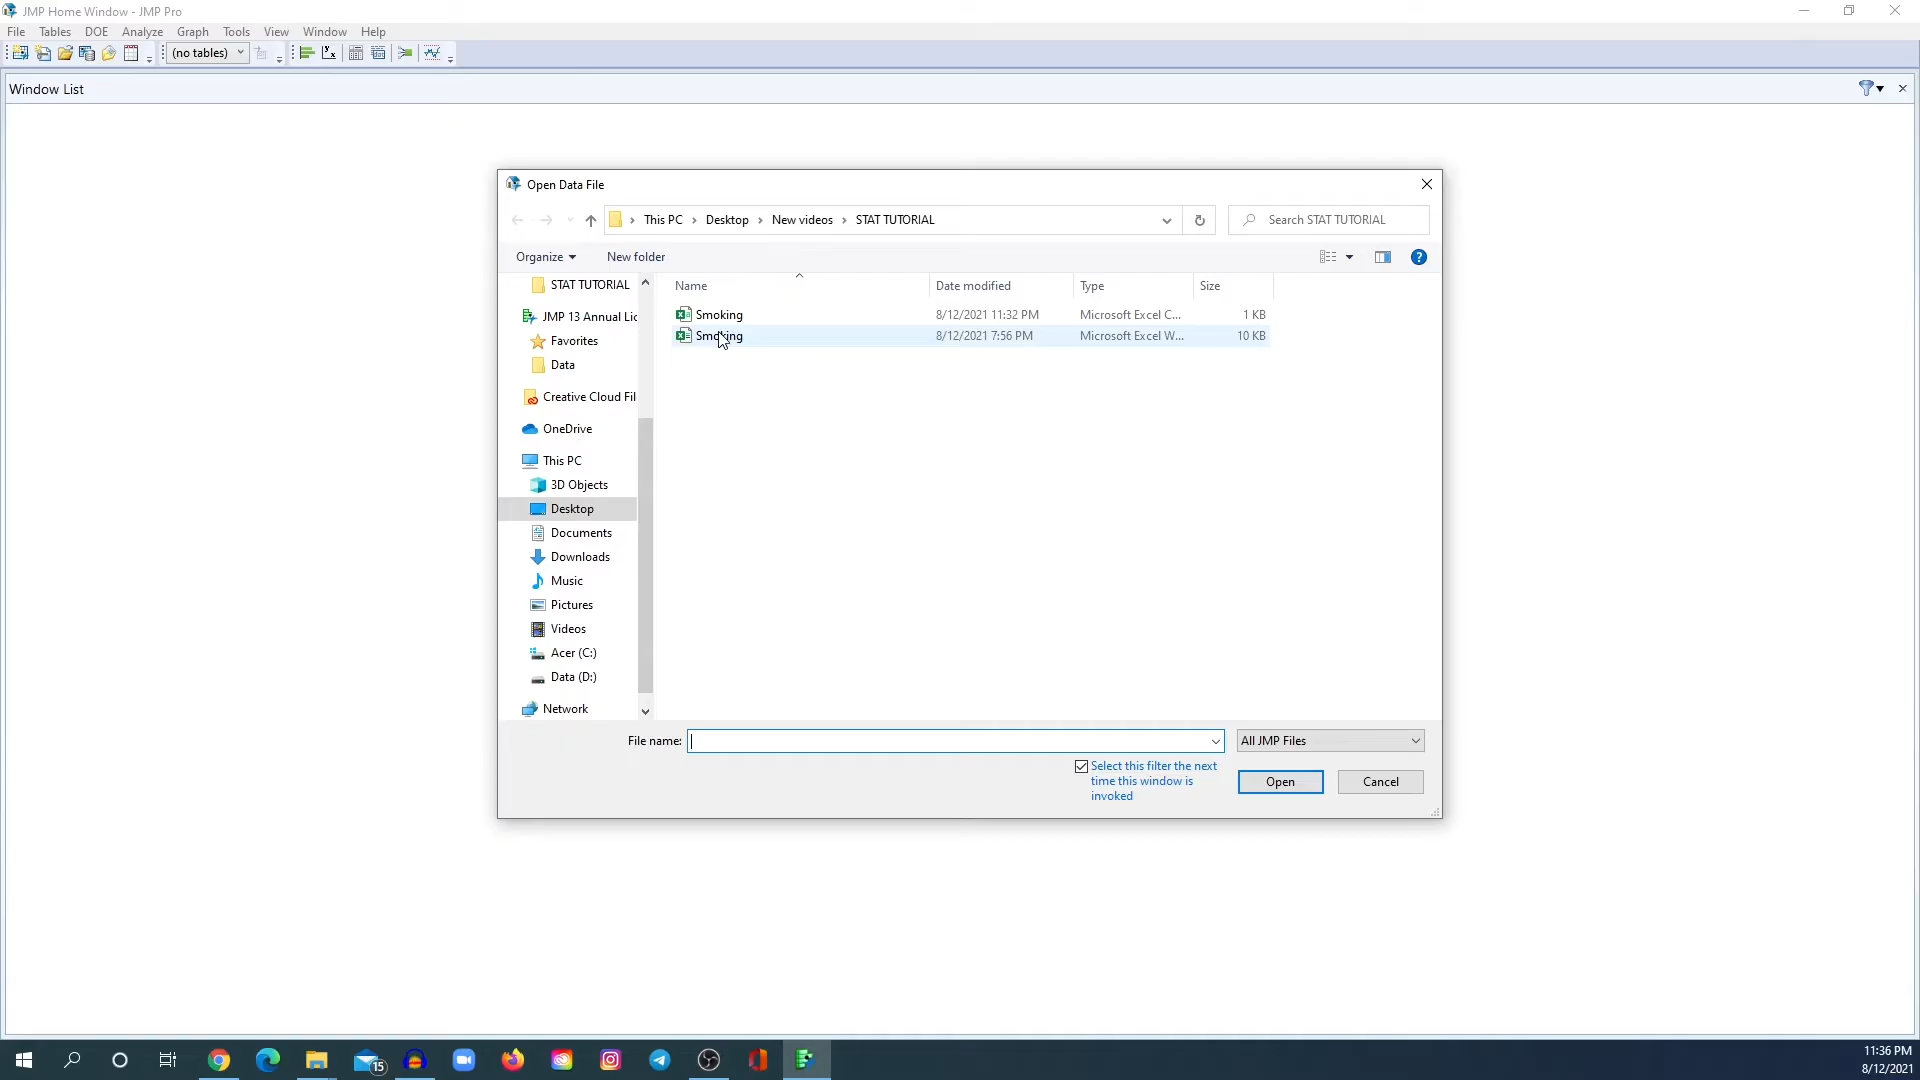 JMP Home Window - JMP Pro
File Tables DOE Analyze Graph Tools View Window Help
(no tables)
Window List
Open Data File
This PC Desktop New videos STAT TUTORIAL
Search STAT TUTORIAL
Organize New folder
Name Date modified Type Size
Smoking 8/12/2021 11:32 PM Microsoft Excel C... 1 KB
Smoking 8/12/2021 7:56 PM Microsoft Excel W... 10 KB
STAT TUTORIAL
JMP 13 Annual Lic
Favorites
Data
Creative Cloud Fil
OneDrive
This PC
3D Objects
Desktop
Documents
Downloads
Music
Pictures
Videos
Acer (C:)
Data (D:)
Network
File name:
All JMP Files
Select this filter the next
time this window is
invoked
Open
Cancel
15
11:36 PM
8/12/2021